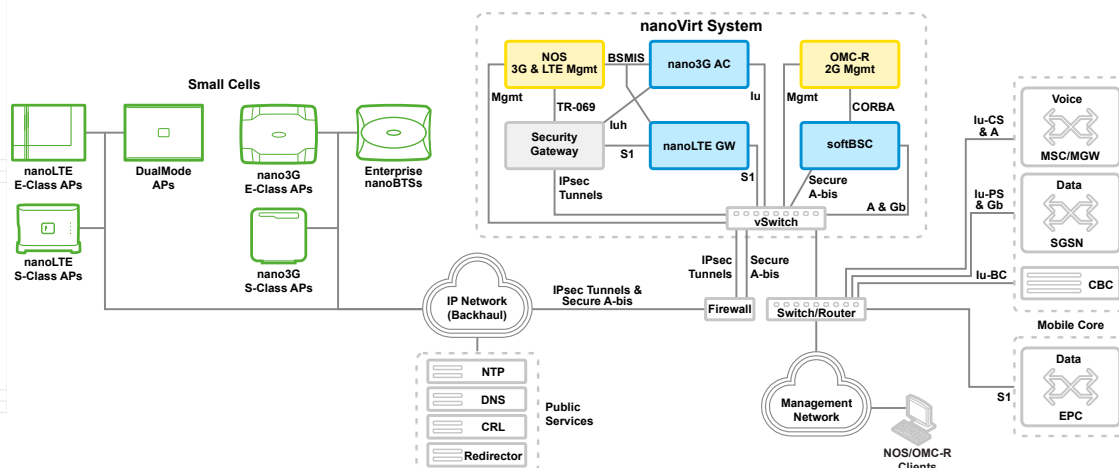 nanoVirt System
NOS
3G & LTE Mgmt
BSMIS
nano3G AC
OMC-R
2G Mgmt
Mgmt
TR-069
Iuh
Iu
Mgmt
CORBA
Security
Gateway
S1
nanoLTE GW
softBSC
IPsec
Tunnels
S1
Secure
A-bis
A & Gb
vSwitch
Small Cells
nanoLTE
E-Class APs
DualMode
APs
nano3G
E-Class APs
Enterprise
nanoBTSs
nanoLTE
S-Class APs
nano3G
S-Class APs
IP Network
(Backhaul)
IPsec Tunnels &
Secure A-bis
IPsec
Tunnels
Secure
A-bis
Firewall
Switch/Router
Iu-CS
& A
Iu-PS
& Gb
Iu-BC
S1
Voice
MSC/MGW
Data
SGSN
CBC
Mobile Core
Data
EPC
NTP
DNS
CRL
Redirector
Public
Services
Management
Network
NOS/OMC-R
Clients